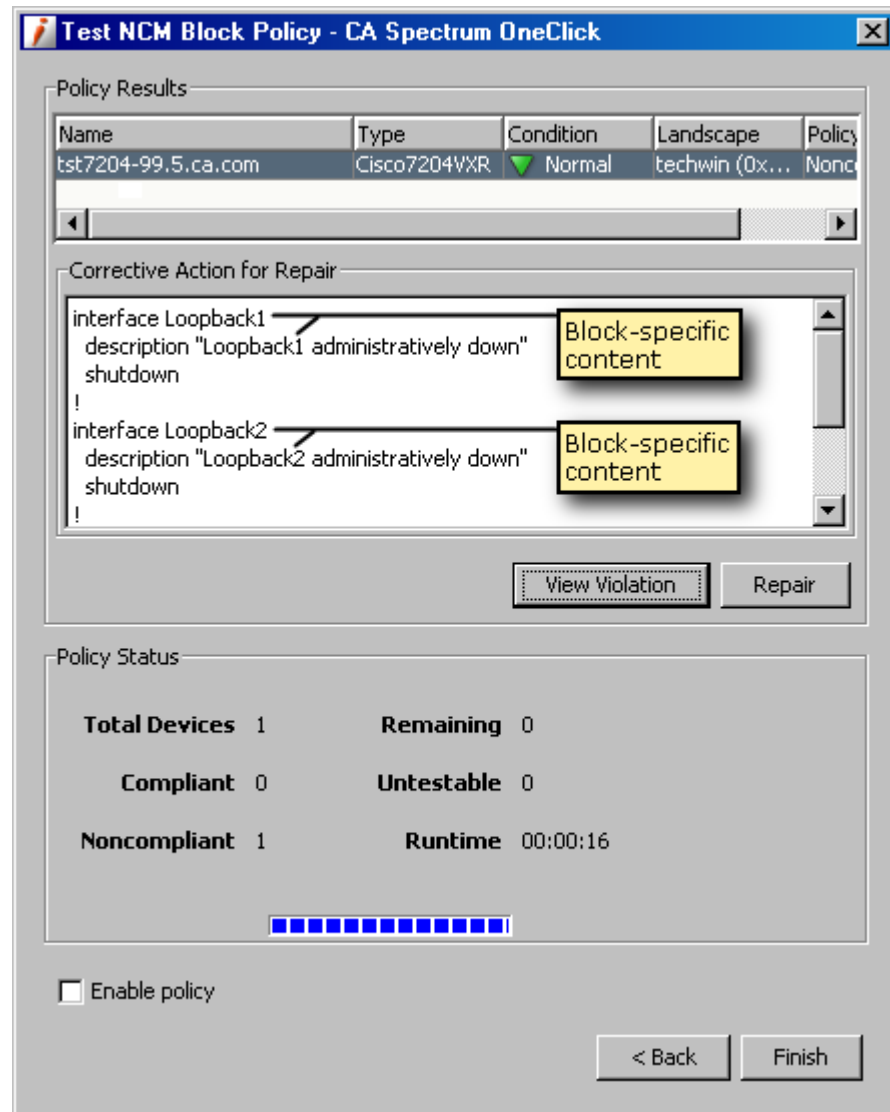 Test NCM Block Policy - CA Spectrum OneClick
Policy Results
Name Type Condition Landscape Policy
tst7204-99.5.ca.com Cisco7204VXR Normal techwin (0x... Nonc
Corrective Action for Repair
interface Loopback1
description "Loopback1 administratively down"
shutdown
!
Block-specific
content
interface Loopback2
description "Loopback2 administratively down"
shutdown
!
Block-specific
content
View Violation Repair
Policy Status
Total Devices 1 Remaining 0
Compliant 0 Untestable 0
Noncompliant 1 Runtime 00:00:16
Enable policy
< Back Finish